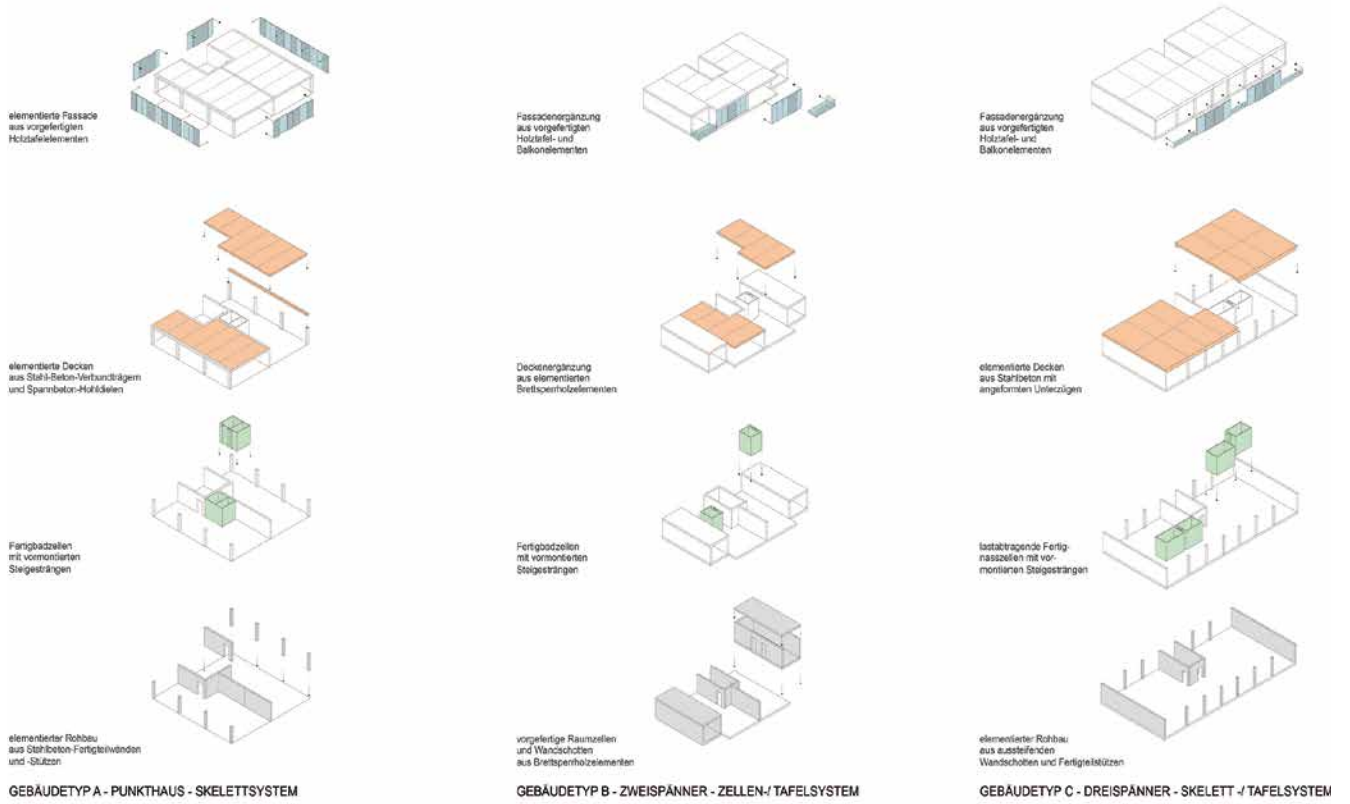 elementierte Fassade
aus vorgefertigten
Holztafelelementen
Fassadenergänzung
aus vorgefertigten
Holztafel- und
Balkonelementen
Fassadenergänzung
aus vorgefertigten
Holztafel- und
Balkonelementen
elementierte Decken
aus Stahl-Beton-Verbundträgern
und Spannbeton-Hohldielen
Deckenergänzung
aus elementierten
Brettsperrholzelementen
elementierte Decken
aus Stahlbeton mit
angeformten Unterzügen
Fertigbadzellen
mit vormontierten
Steigesträngen
Fertigbadzellen
mit vormontierten
Steigesträngen
lastabtragende Fertig-
nasszellen mit vor-
montierten Steigesträngen
elementierter Rohbau
aus Stahlbeton-Fertigteilwänden
und -Stützen
vorgefertige Raumzellen
und Wandschotten
aus Brettsperrholzelementen
elementierter Rohbau
aus aussteifenden
Wandschotten und Fertigteilstützen
GEBÄUDETYP A - PUNKTHAUS - SKELETTSYSTEM
GEBÄUDETYP B - ZWEISPÄNNER - ZELLEN-/ TAFELSYSTEM
GEBÄUDETYP C - DREISPÄNNER - SKELETT -/ TAFELSYSTEM